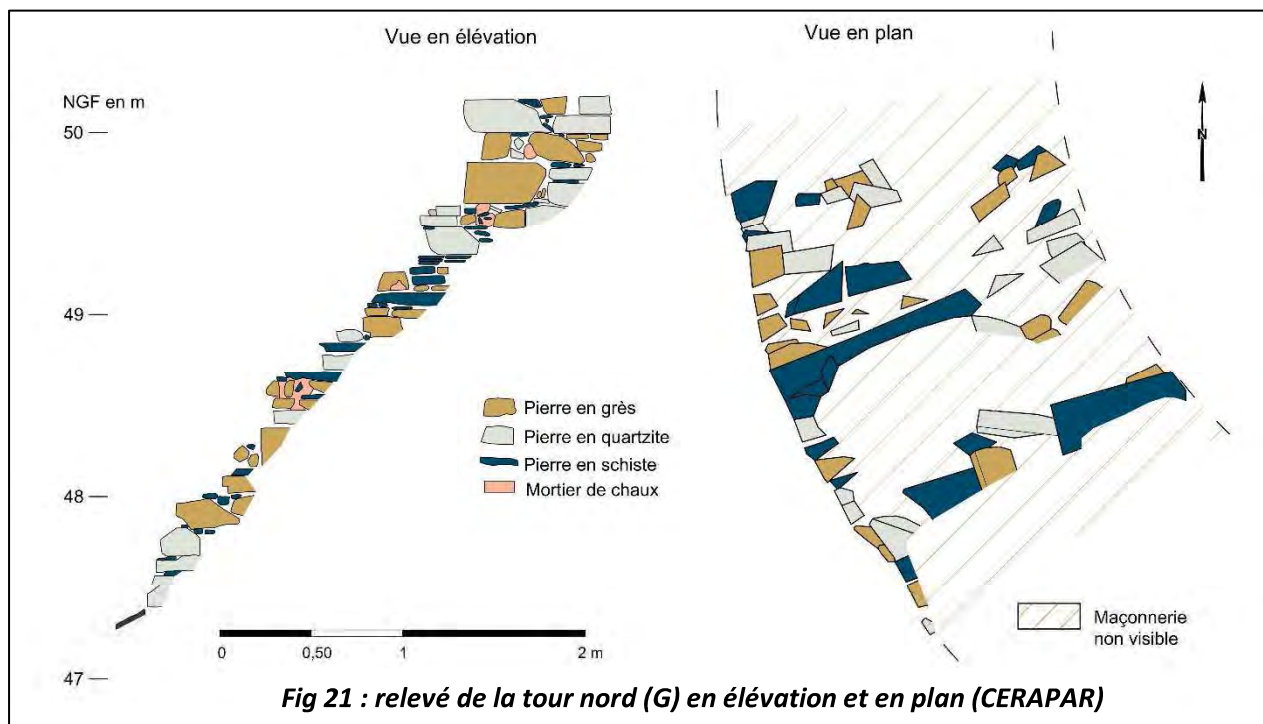 Vue en élévation
Vue en plan
NGF en m
50
N
49
Pierre en grès
Pierre en quartzite
Pierre en schiste
Mortier de chaux
48
Maçonnerie
non visible
0
0,50
1
2 m
47
Fig 21 : relevé de la tour nord (G) en élévation et en plan (CERAPAR)